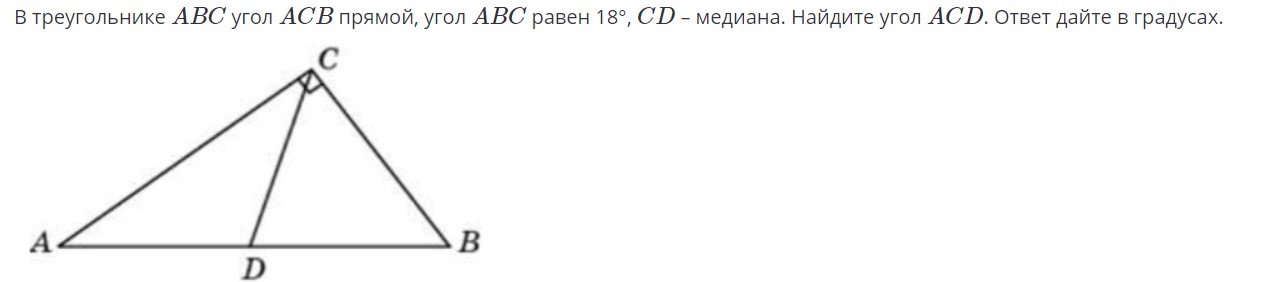 В треугольнике ABC угол ACB прямой, угол ABC равен 18°, CD – медиана. Найдите угол ACD. Ответ дайте в градусах.
C
A
B
D